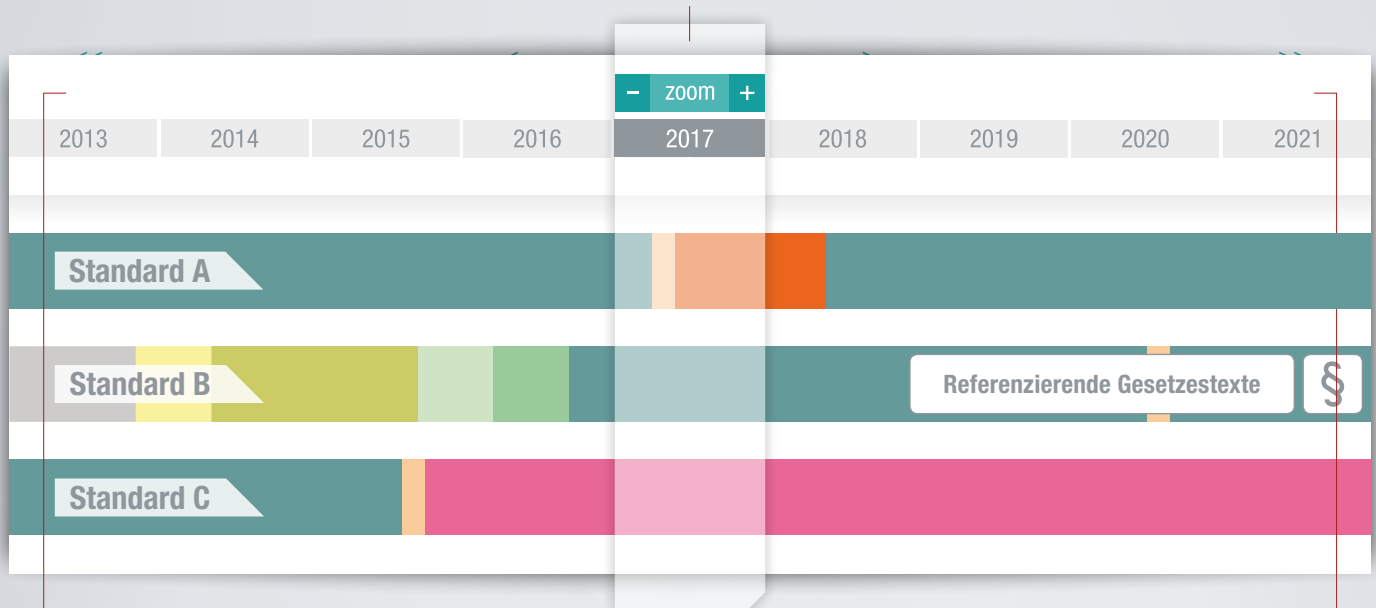 - zoom +
2013 2014 2015 2016 2017 2018 2019 2020 2021
Standard A
Standard B
Referenzierende Gesetzestexte §
Standard C